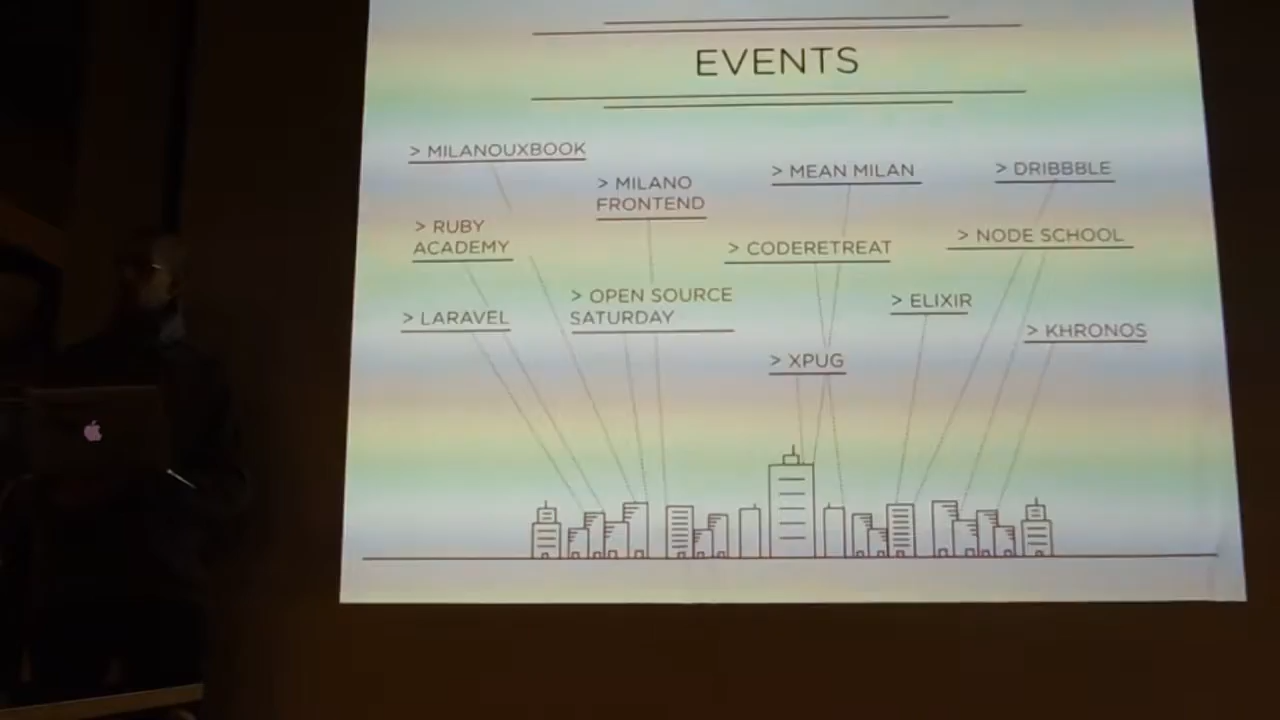 EVENTS
> MILANOUXBOOK
> MILANO
FRONTEND
> MEAN MILAN
> DRIBBBLE
> RUBY
ACADEMY
> CODERETREAT
> NODE SCHOOL
> LARAVEL
> OPEN SOURCE
SATURDAY
> ELIXIR
> KHRONOS
> XPUG